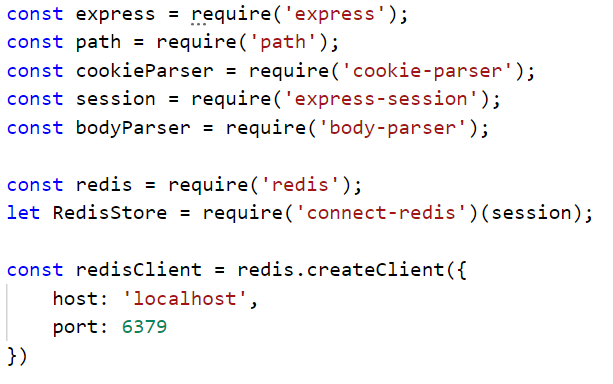 const express = require('express');
const path = require('path');
const cookieParser = require('cookie-parser');
const session = require('express-session');
const bodyParser = require('body-parser');

const redis = require('redis');
let RedisStore = require('connect-redis')(session);

const redisClient = redis.createClient({
    host: 'localhost',
    port: 6379
})